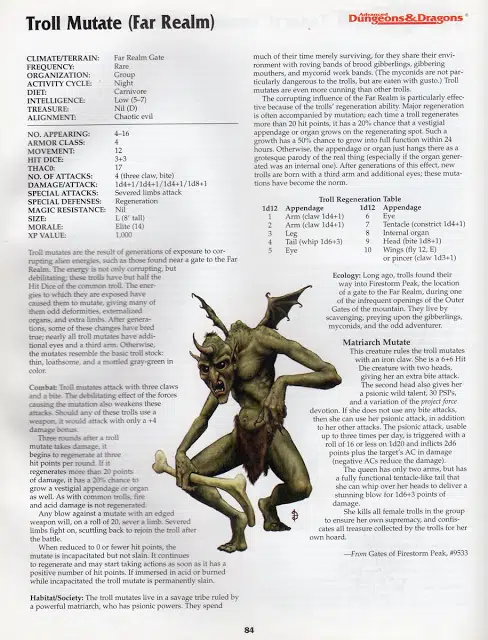 Troll Mutate (Far Realm)
Advanced
Dungeons & Dragons®
CLIMATE/TERRAIN: Far Realm Gate
FREQUENCY: Rare
ORGANIZATION: Group
ACTIVITY CYCLE: Night
DIET: Carnivore
INTELLIGENCE: Low (5–7)
TREASURE: Nil (D)
ALIGNMENT: Chaotic evil
NO. APPEARING: 4–16
ARMOR CLASS: 4
MOVEMENT: 12
HIT DICE: 3+3
THAC0: 17
NO. OF ATTACKS: 4 (three claw, bite)
DAMAGE/ATTACK: 1d4+1/1d4+1/1d4+1/1d8+1
SPECIAL ATTACKS: Severed limbs attack
SPECIAL DEFENSES: Regeneration
MAGIC RESISTANCE: Nil
SIZE: L (8' tall)
MORALE: Elite (14)
XP VALUE: 1,000
Troll mutates are the result of generations of exposure to cor-
rupting alien energies, such as those found near a gate to the Far
Realm. The energy is not only corrupting, but
debilitating; these trolls have but half the
Hit Dice of the common troll. The ener-
gies to which they are exposed have
caused them to mutate, giving many of
them odd deformities, externalized
organs, and extra limbs. After genera-
tions, some of these changes have bred
true; nearly all troll mutates have addi-
tional eyes and a third arm. Otherwise,
the mutates resemble the basic troll stock:
thin, loathsome, and a mottled gray-green in
color.
Combat: Troll mutates attack with three claws
and a bite. The debilitating effect of the forces
causing the mutation also weakens these
attacks. Should any of these trolls use a
weapon, it would attack with only a +4
damage bonus.
Three rounds after a troll
mutate takes damage, it
begins to regenerate at three
hit points per round. If it
regenerates more than 20 points
of damage, it has a 20% chance to
grow a vestigial appendage or organ
as well. As with common trolls, fire
and acid damage is not regenerated.
Any blow against a mutate with an edged
weapon will, on a roll of 20, sever a limb. Severed
limbs fight on, scuttling back to rejoin the troll after
the battle.
When reduced to 0 or fewer hit points, the
mutate is incapacitated but not slain. It continues
to regenerate and may start taking actions as soon as it has a
positive number of hit points. If immersed in acid or burned
while incapacitated the troll mutate is permanently slain.
Habitat/Society: The troll mutates live in a savage tribe ruled by
a powerful matriarch, who has psionic powers. They spend
much of their time merely surviving, for they share their envi-
ronment with roving bands of brood gibberlings, gibbering
mouthers, and myconid work bands. (The myconids are not par-
ticularly dangerous to the trolls, but are eaten with gusto.) Troll
mutates are even more cunning than other trolls.
The corrupting influence of the Far Realm is particularly effec-
tive because of the trolls' regeneration ability. Major regeneration
is often accompanied by mutation; each time a troll regenerates
more than 20 hit points, it has a 20% chance that a vestigial
appendage or organ grows on the regenerating spot. Such a
growth has a 50% chance to grow into full function within 24
hours. Otherwise, the appendage or organ just hangs there as a
grotesque parody of the real thing (especially if the organ gener-
ated was an internal one). After generations of this effect, new
trolls are born with a third arm and additional eyes; these muta-
tions have become the norm.
Troll Regeneration Table
1d12 Appendage 1d12 Appendage
1 Arm (claw 1d4+1) 6 Eye
2 Arm (claw 1d4+1) 7 Tentacle (constrict 1d4+1)
3 Leg 8 Internal organ
4 Tail (whip 1d6+3) 9 Head (bite 1d8+1)
5 Eye 10 Wings (fly 12, E)
or pincer (claw 1d3+1)
Ecology: Long ago, trolls found their
way into Firestorm Peak, the location
of a gate to the Far Realm, during one
of the infrequent openings of the Outer
Gates of the mountain. They live by
scavenging, preying upon the gibberlings,
myconids, and the odd adventurer.
Matriarch Mutate
This creature rules the troll mutates
with an iron claw. She is a 6+6 Hit
Die creature with two heads,
giving her an extra bite attack.
The second head also gives her
a psionic wild talent, 30 PSPs,
and a variation of the project force
devotion. If she does not use any bite attacks,
then she can use her psionic attack, in addition
to her other attacks. The psionic attack, usable
up to three times per day, is triggered with a
roll of 16 or less on 1d20 and inflicts 2d6
points plus the target's AC in damage
(negative ACs reduce the damage).
The queen has only two arms, but has
a fully functional tentacle-like tail that
she can whip over her heads to deliver a
stunning blow for 1d6+3 points of
damage.
She kills all female trolls in the group
to ensure her own supremacy, and confis-
cates all treasure collected by the trolls for her
own hoard.
—From Gates of Firestorm Peak, #9533
84